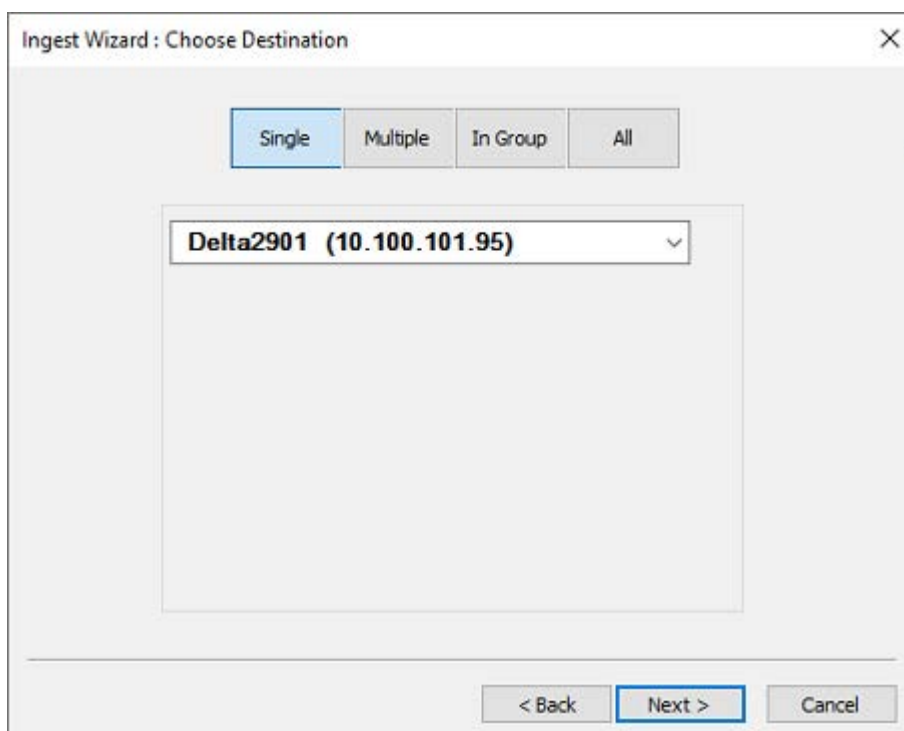 Ingest Wizard : Choose Destination
Single Multiple In Group All
Delta2901 (10.100.101.95)
< Back Next > Cancel